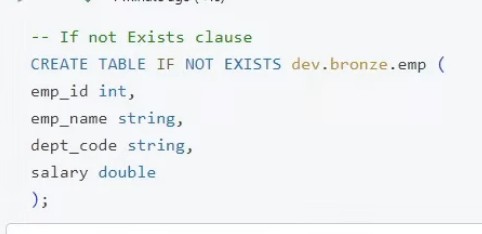 -- If not Exists clause
CREATE TABLE IF NOT EXISTS dev.bronze.emp (
emp_id int,
emp_name string,
dept_code string,
salary double
);